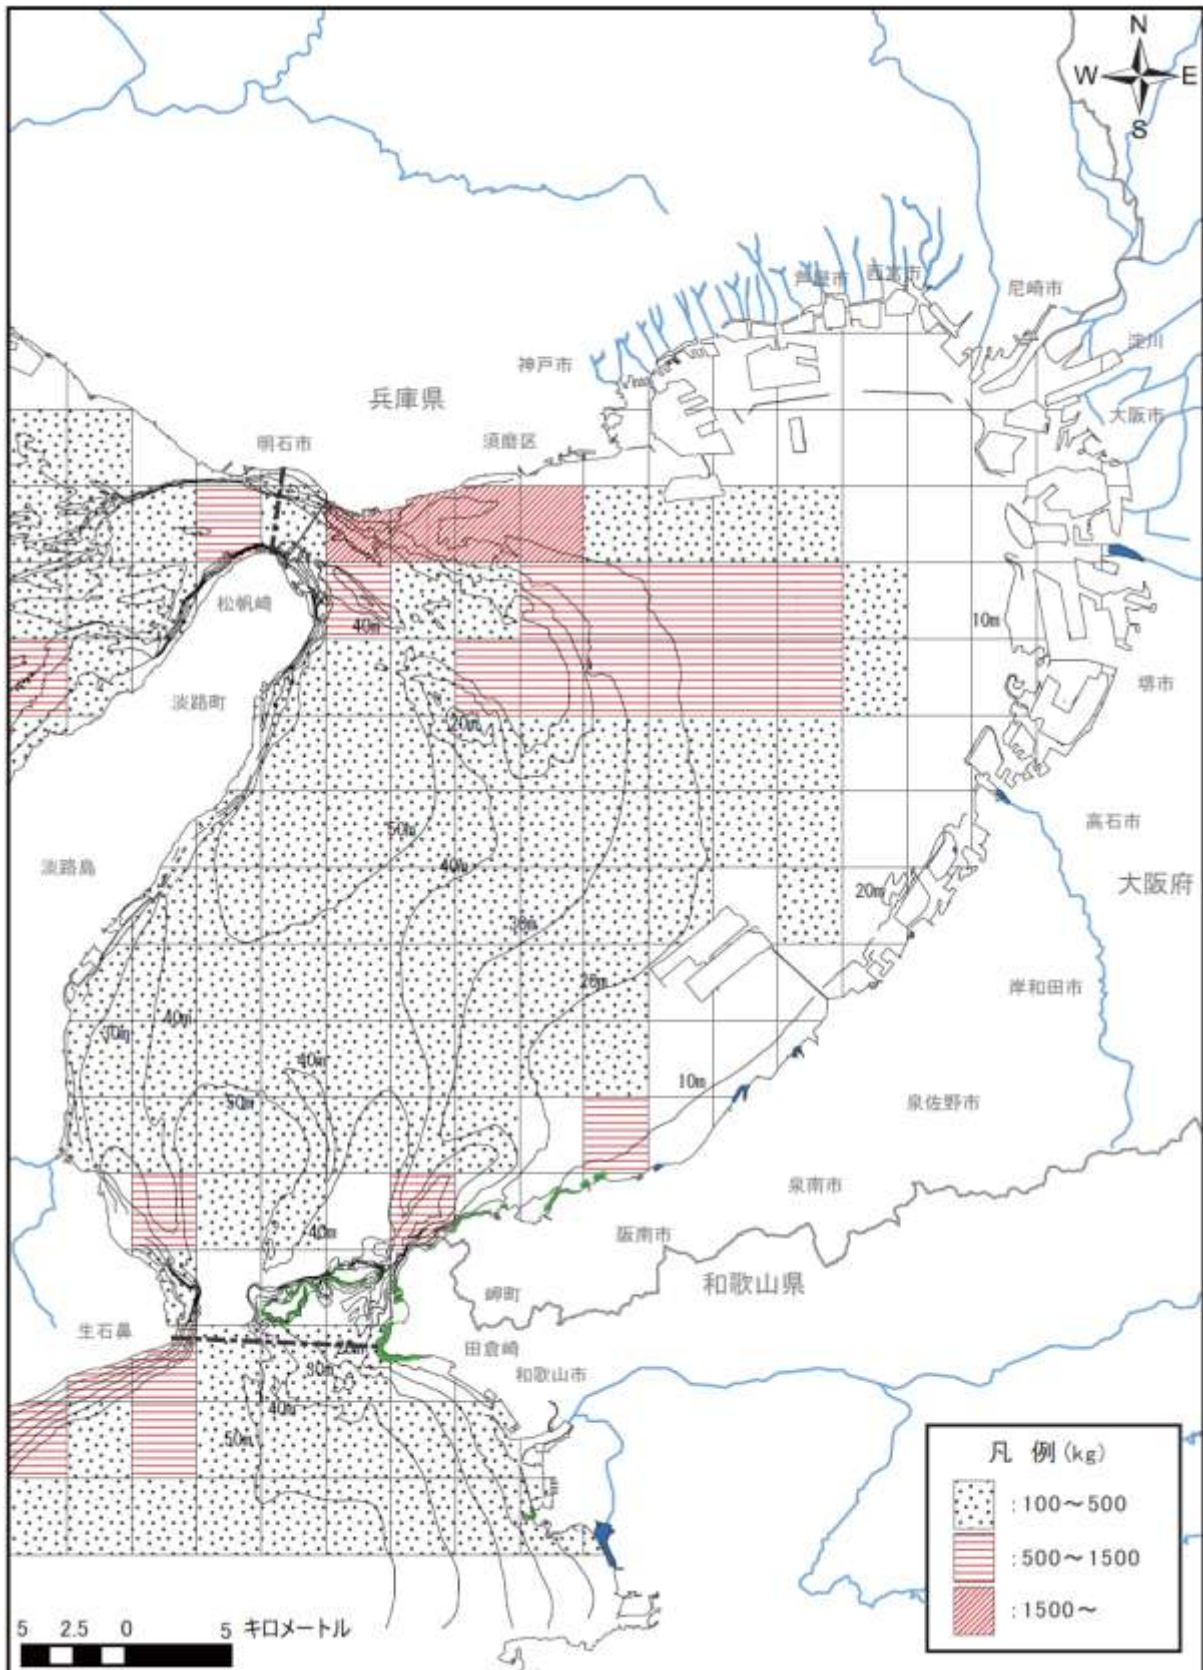 N
W E
S
芦屋市 西宮市
尼崎市
淀川
神戸市
兵庫県
大阪市
明石市
須磨区
松帆崎
40m
10m
堺市
淡路町
20m
50m
高石市
40m
淡路島
大阪府
20m
38m
26m
岸和田市
30m
40m
40m
10m
50m
泉佐野市
泉南市
阪南市
40m
和歌山県
岬町
生石鼻
20m
田倉崎
30m
和歌山市
40m
50m
凡 例(kg)
:100～500
:500～1500
:1500～
5 2.5 0 5 キロメートル